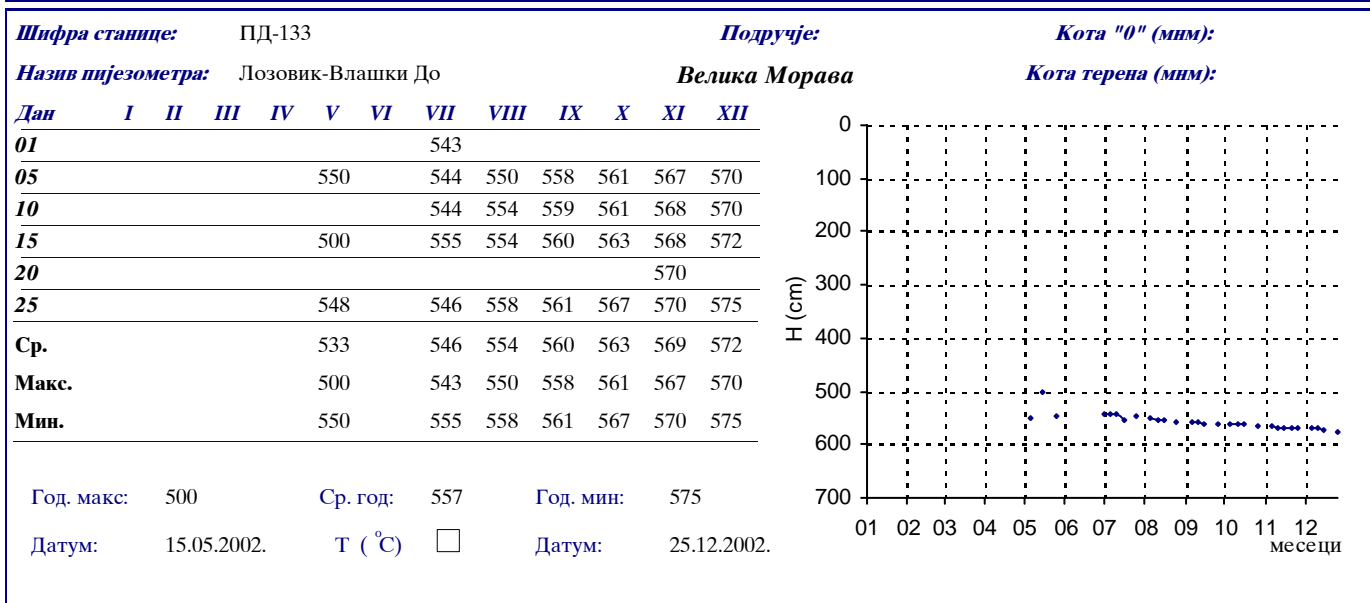 Шифра станице: ПД-133 Подручје: Кота "0" (мнм):
Назив пијезометра: Лозовик-Влашки До Велика Морава Кота терена (мнм):
Дан I II III IV V VI VII VIII IX X XI XII
01 543
05 550 544 550 558 561 567 570
10 544 554 559 561 568 570
15 500 555 554 560 563 568 572
20 570
25 548 546 558 561 567 570 575
Ср. 533 546 554 560 563 569 572
Макс. 500 543 550 558 561 567 570
Мин. 550 555 558 561 567 570 575
Год. макс: 500 Ср. год: 557 Год. мин: 575
Датум: 15.05.2002. T (°C) Датум: 25.12.2002.
0
100
200
300
400
500
600
700
H (cm)
01 02 03 04 05 06 07 08 09 10 11 12
месеци